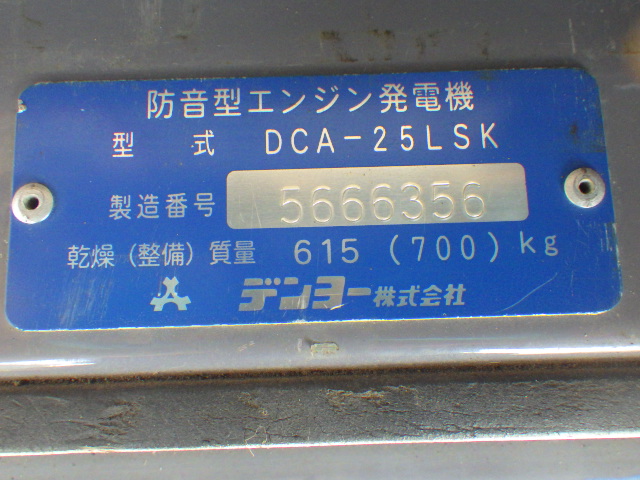 防音型エンジン発電機
型 式 DCA-25LSK
製造番号 5666356
乾燥(整備)質量 615(700)kg
デンヨー株式会社